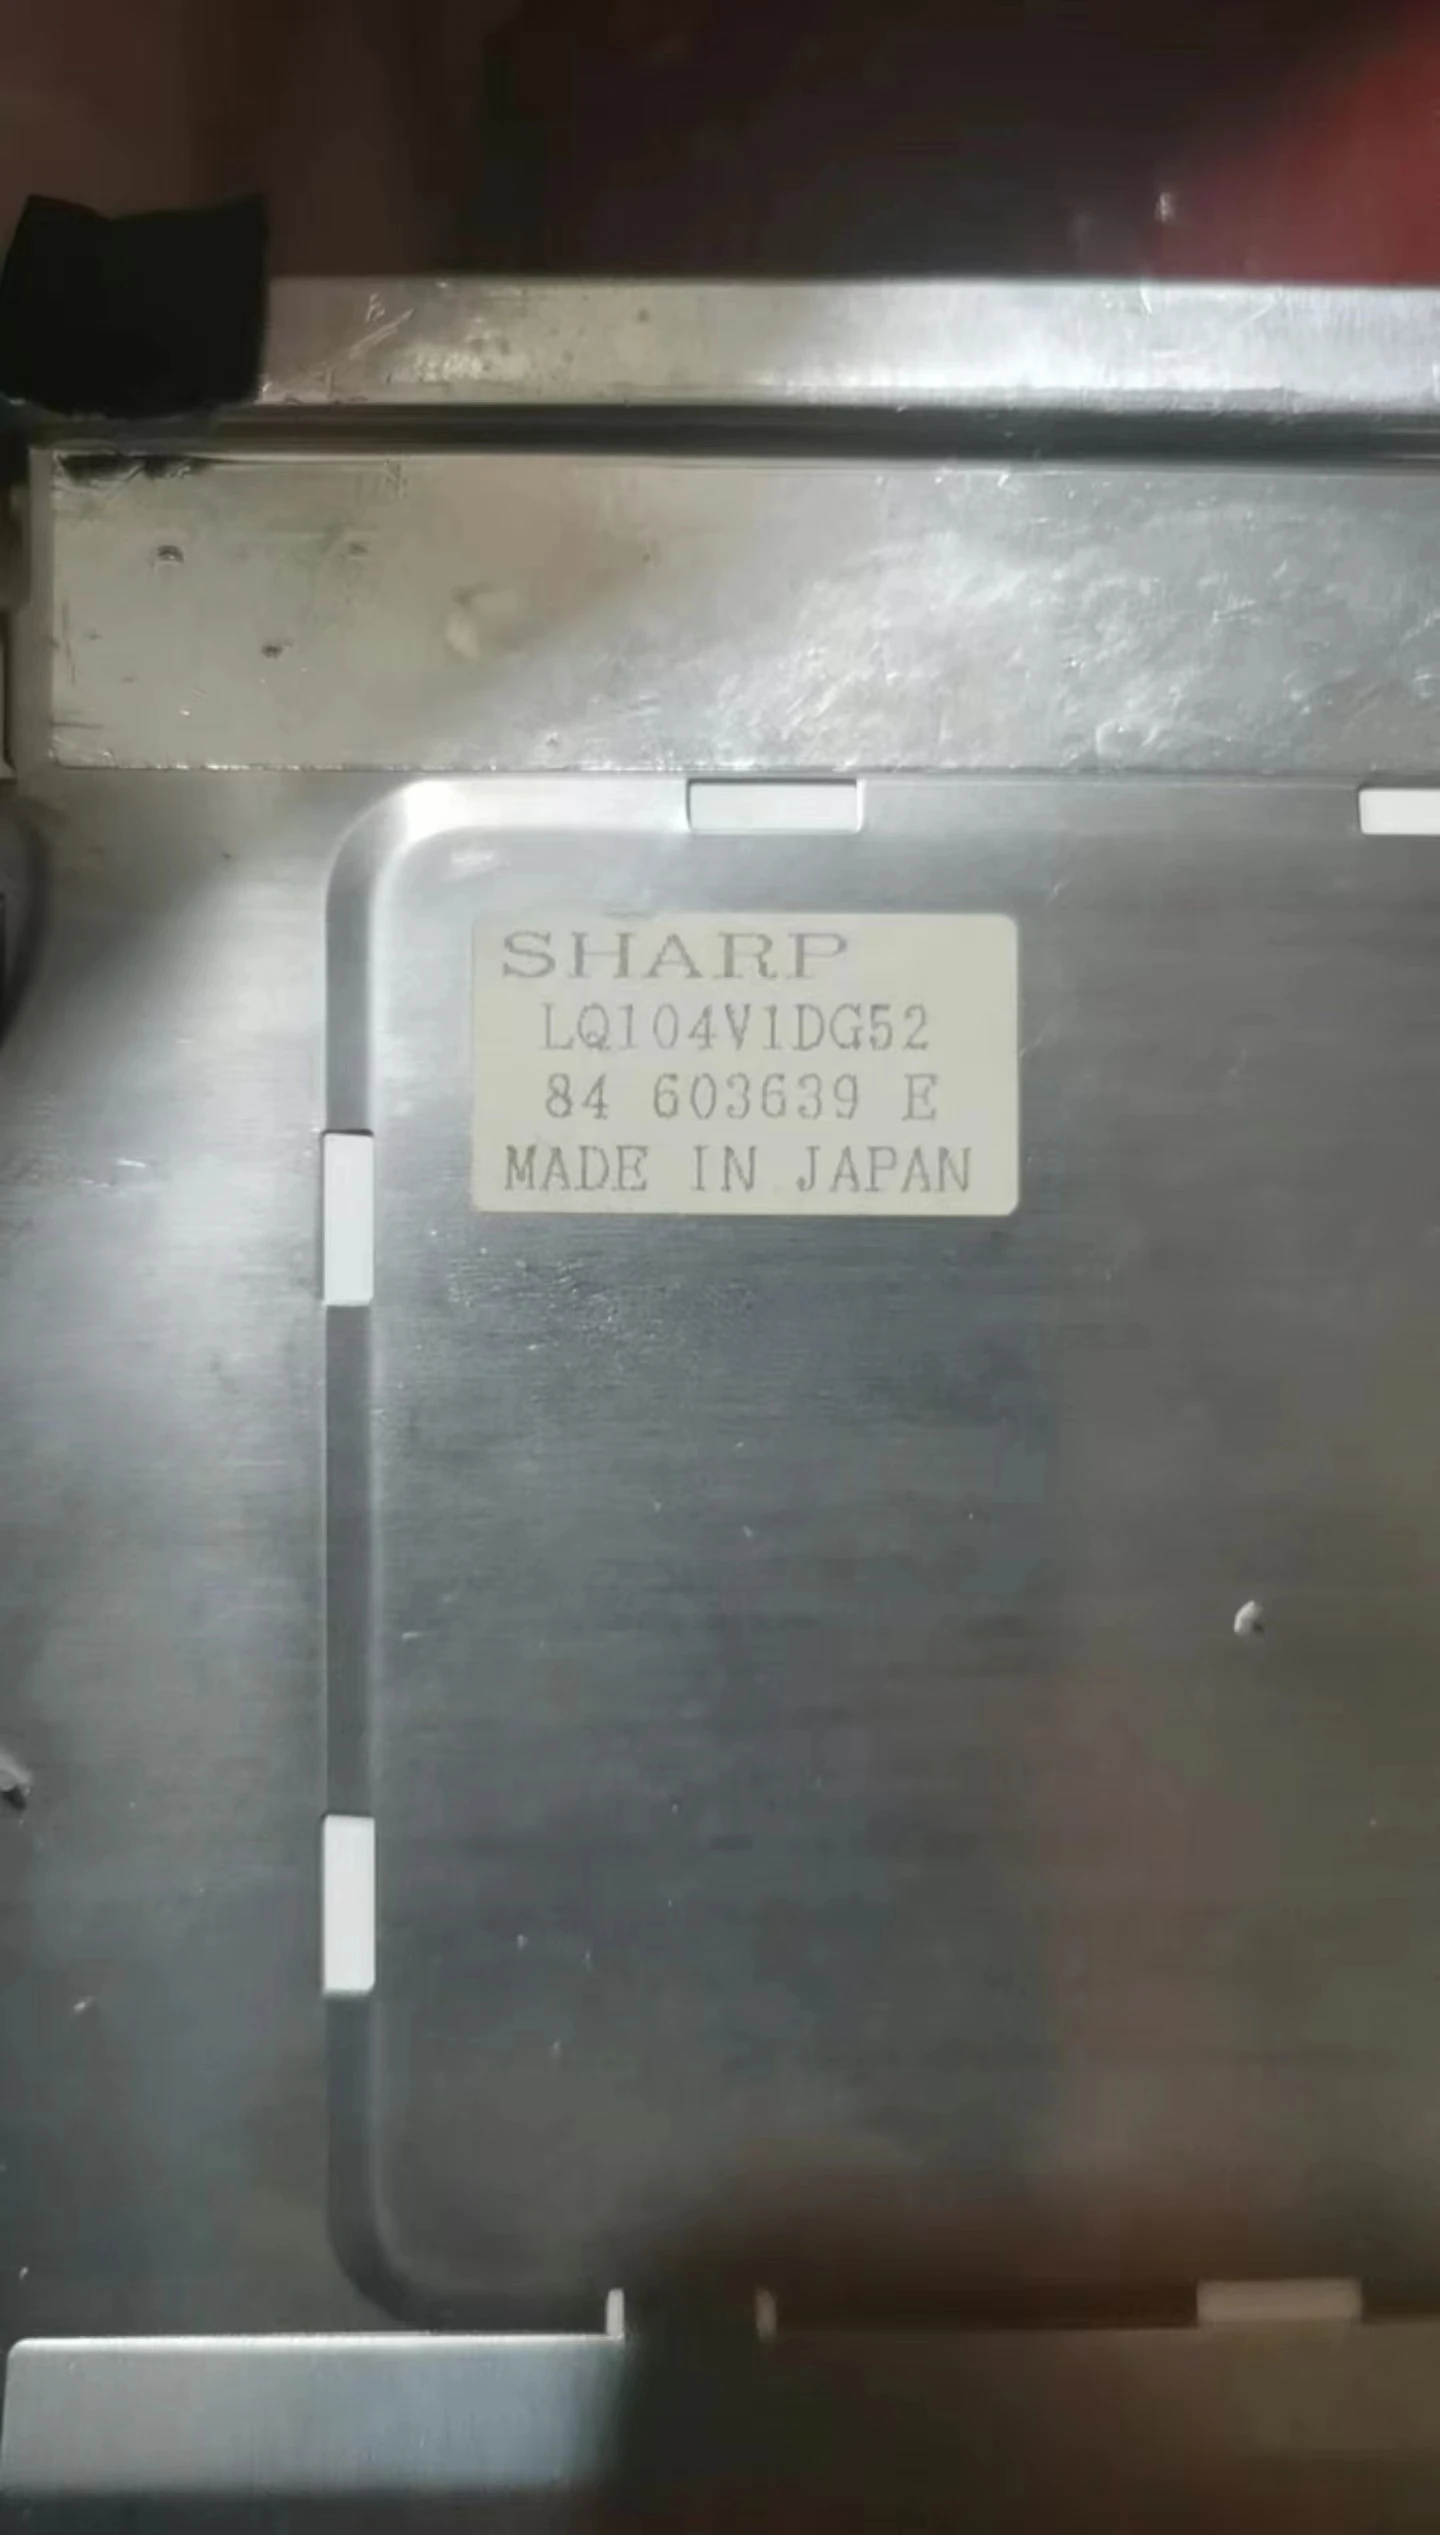 SHARP
LQ104V1DG52
84 603639 E
MADE IN JAPAN